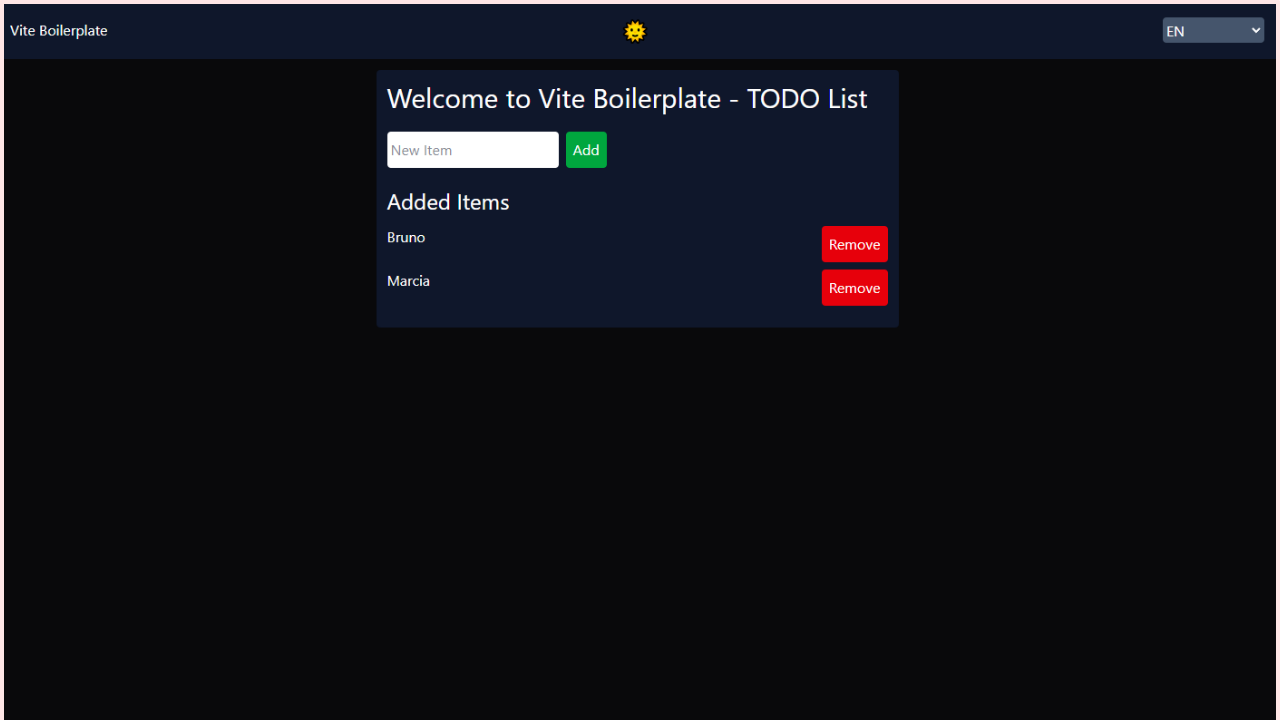 Vite Boilerplate
EN
Welcome to Vite Boilerplate - TODO List
New Item
Add
Added Items
Bruno
Remove
Marcia
Remove